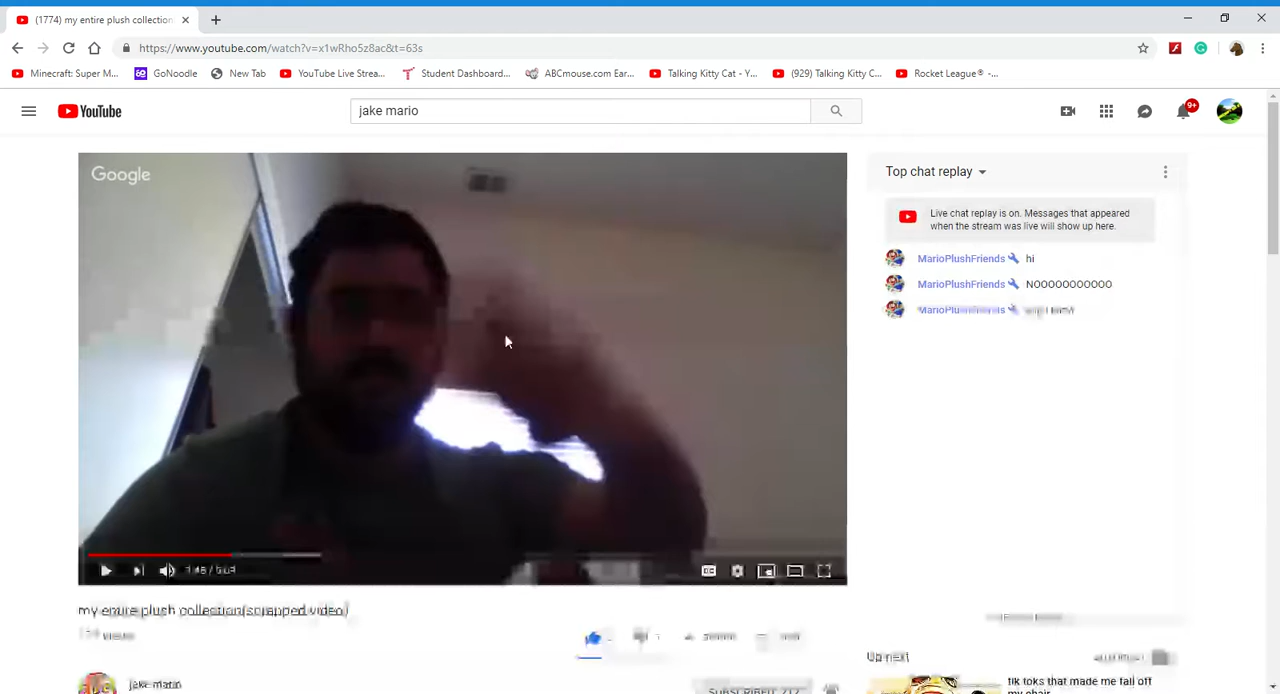 (1774) my entire plush collection
https://www.youtube.com/watch?v=x1wRho5z8ac&t=63s
Minecraft: Super M... GoNoodle New Tab YouTube Live Strea... Student Dashboard... ABCmouse.com Ear... Talking Kitty Cat - Y... (929) Talking Kitty C... Rocket League® -...
YouTube jake mario 9+
Google
Top chat replay
Live chat replay is on. Messages that appeared
when the stream was live will show up here.
MarioPlushFriends hi
MarioPlushFriends NOOOOOOOOOOO
MarioPlushFriends
my entire plush collection(scrapped video)
views
Up next
jake mario
SUBSCRIBED
tik toks that made me fall off
my chair